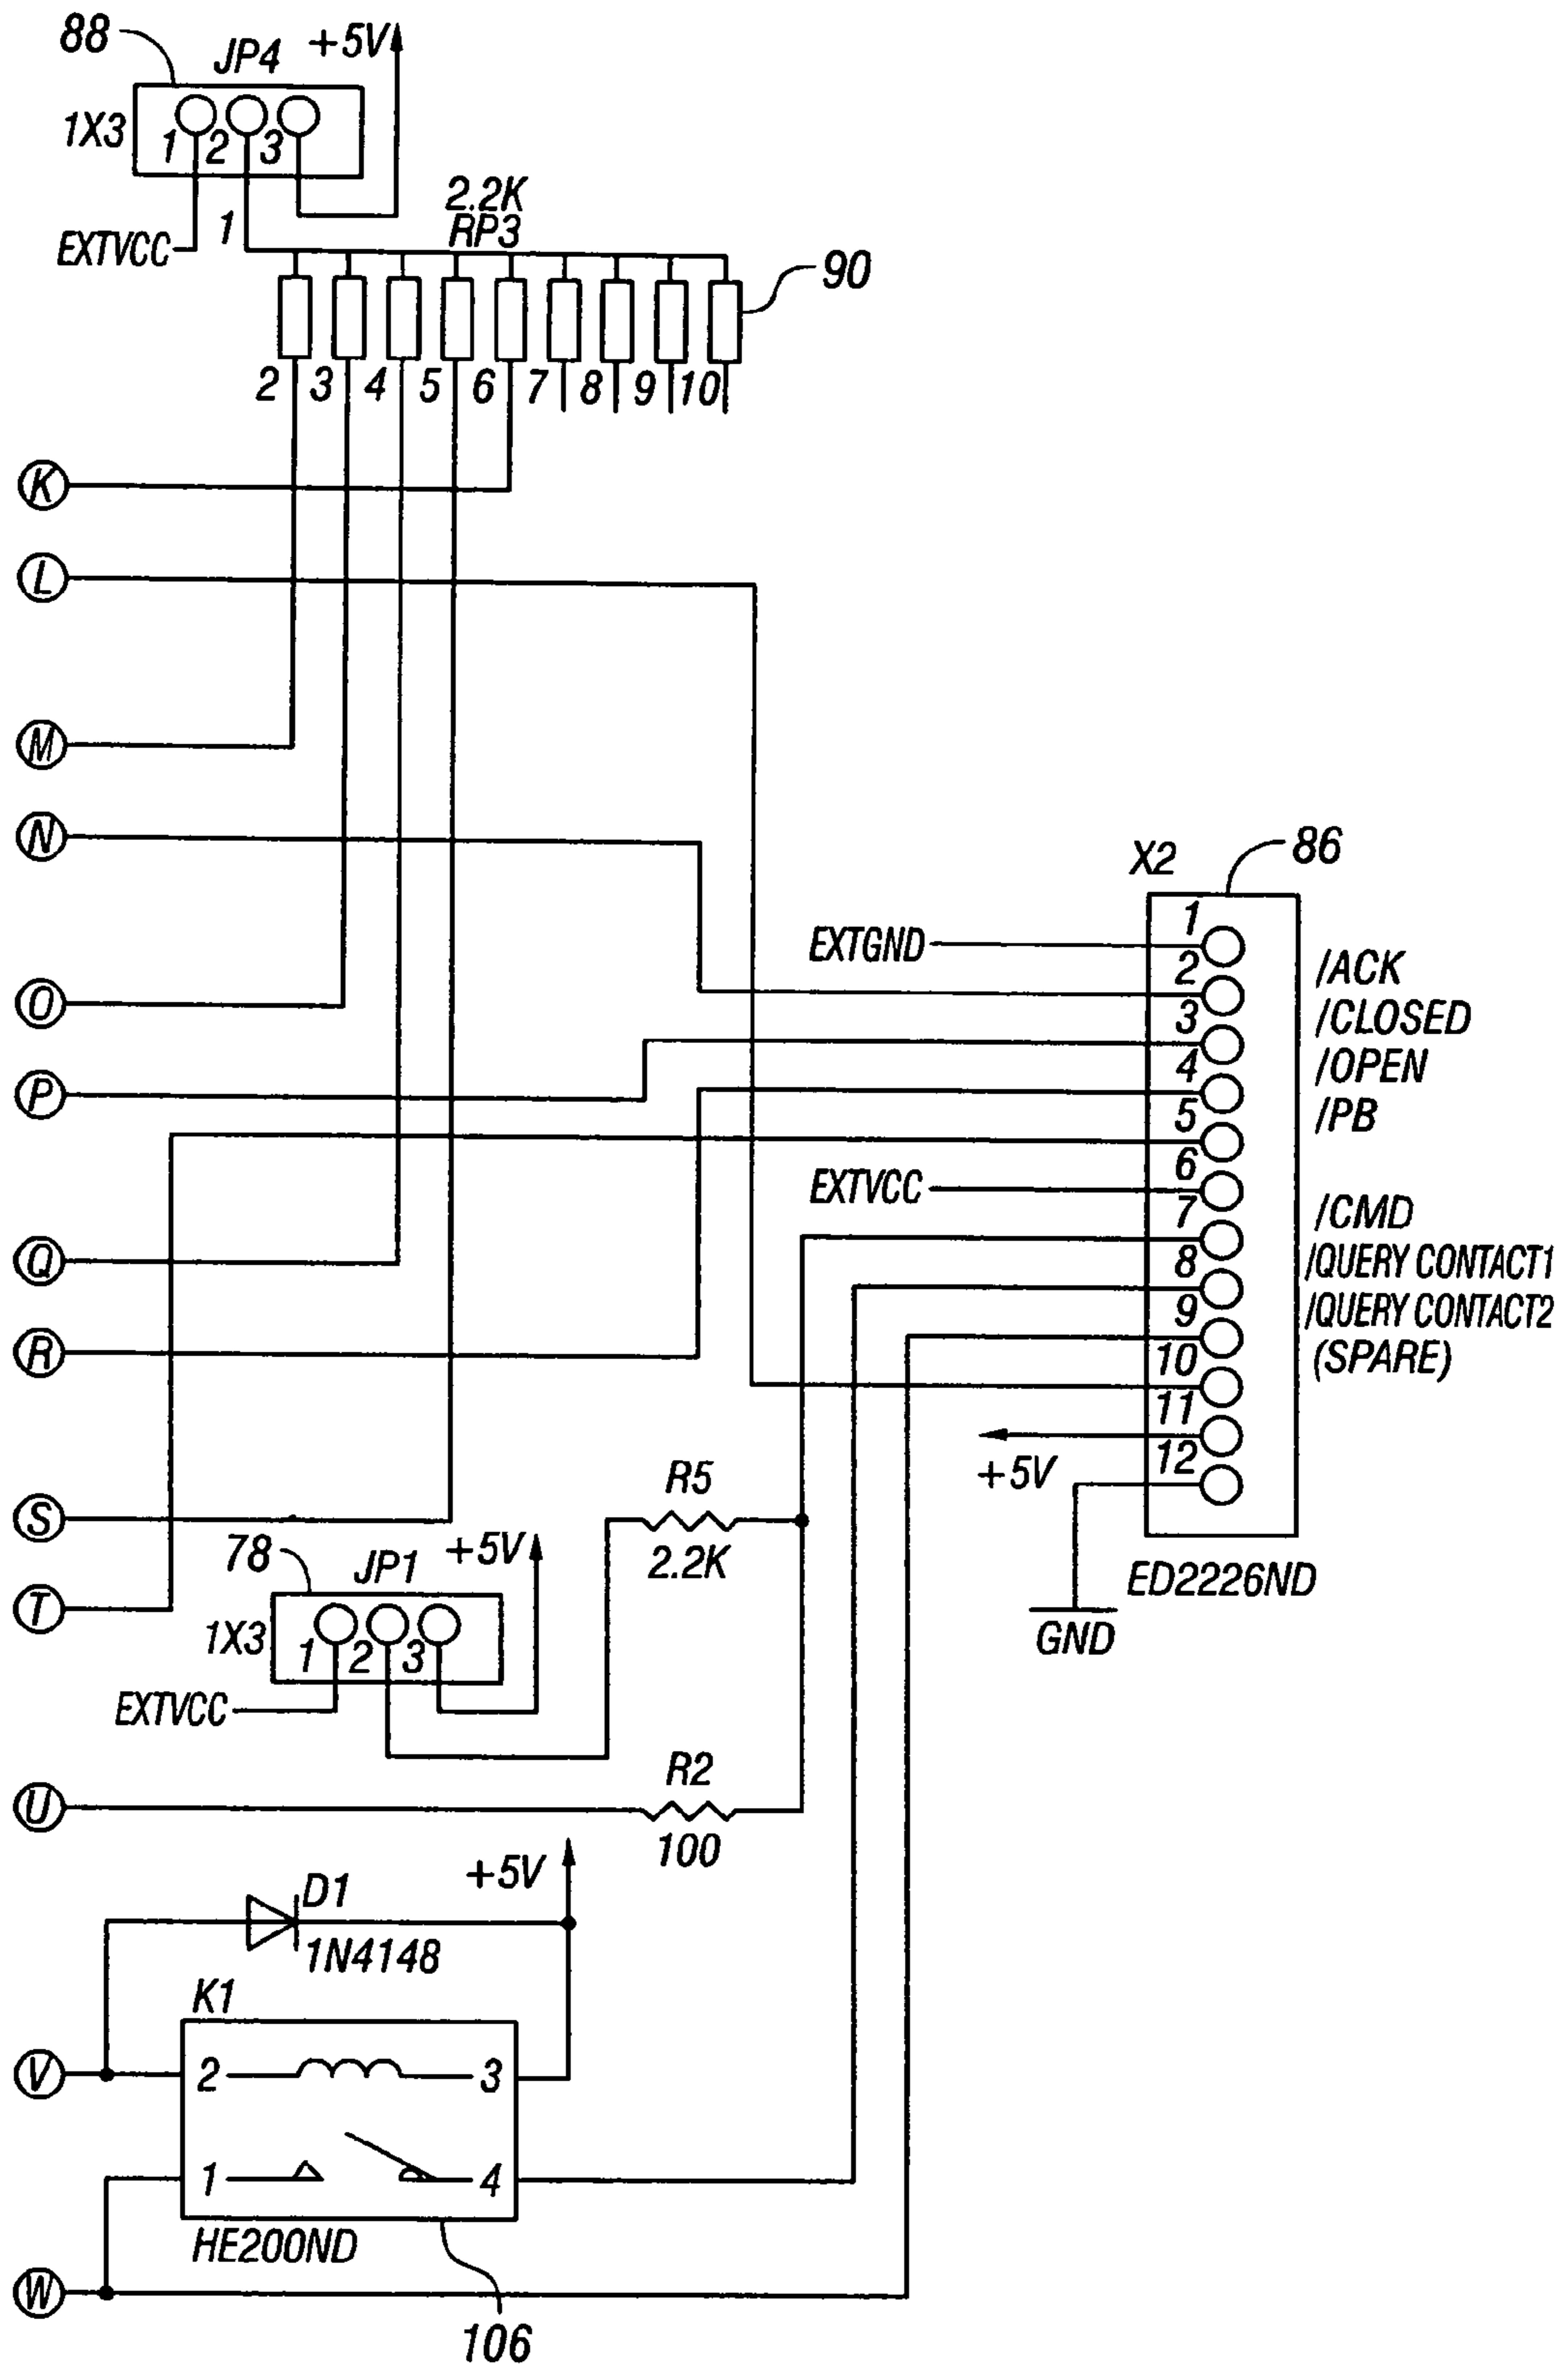 88
JP4
+5V
1X3
1 2 3
EXTVCC
1
2.2K
RP3
90
2 3 4 5 6 7 8 9 10
K
L
M
N
O
P
Q
R
S
T
U
V
W
X2
86
EXTGND
1
2
/ACK
3
/CLOSED
4
/OPEN
5
/PB
6
EXTVCC
7
/CMD
8
/QUERY CONTACT1
9
/QUERY CONTACT2
10
(SPARE)
11
+5V
12
ED2226ND
GND
R5
2.2K
78
JP1
+5V
1X3
1 2 3
EXTVCC
R2
100
+5V
D1
1N4148
K1
2 3
1 4
HE200ND
106